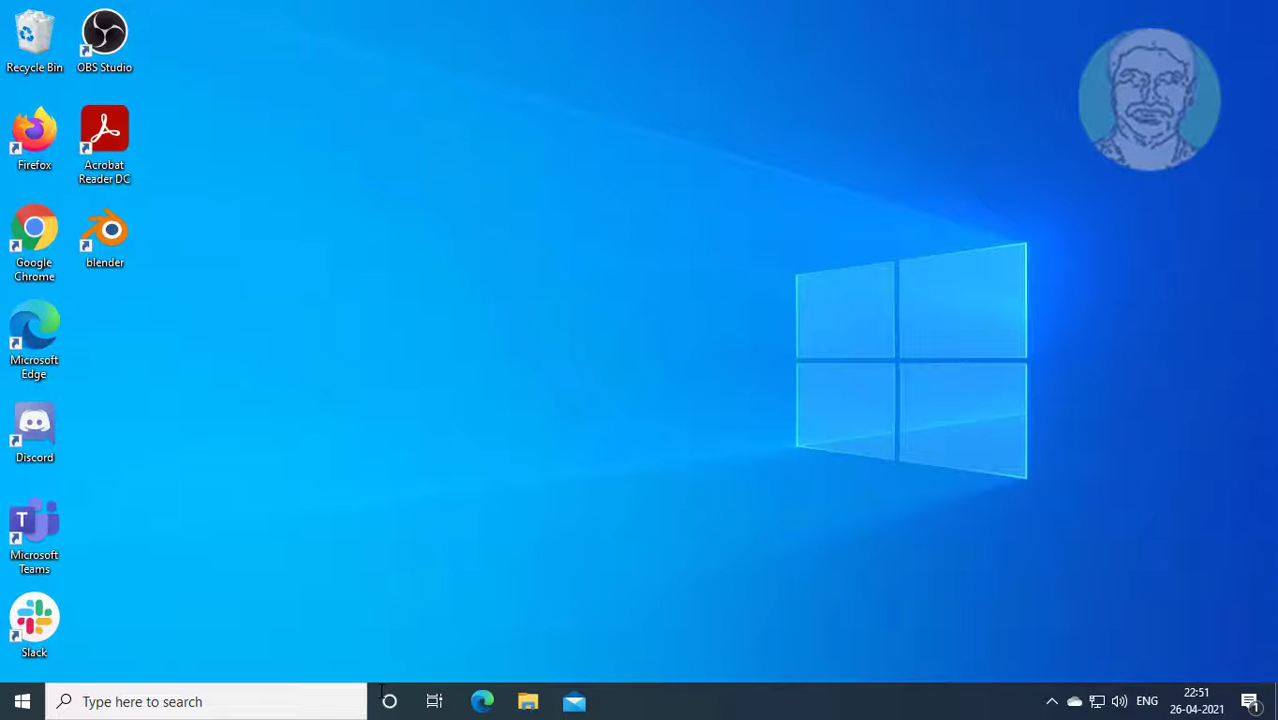 Recycle Bin
OBS Studio
Firefox
Acrobat
Reader DC
Google
Chrome
blender
Microsoft
Edge
Discord
T
Microsoft
Teams
Slack
Type here to search
ENG
22:51
26-04-2021
1